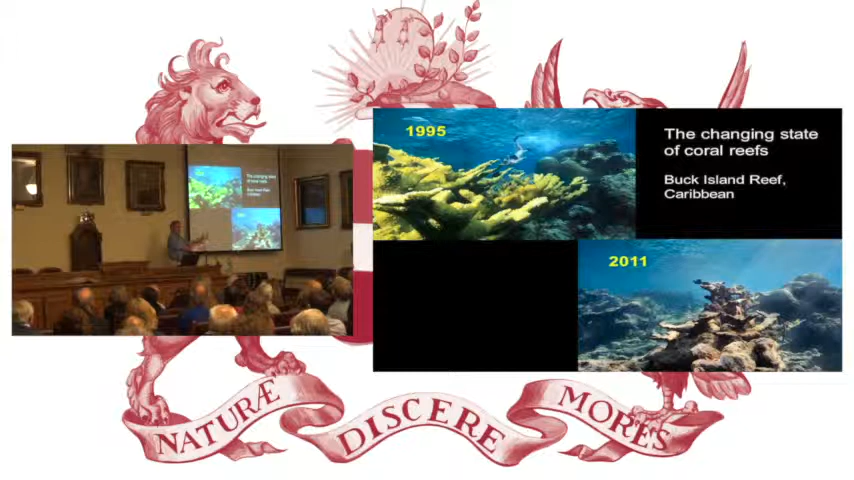 1995
The changing state
of coral reefs
Buck Island Reef,
Caribbean
2011
NATURÆ
DISCERE
MORES